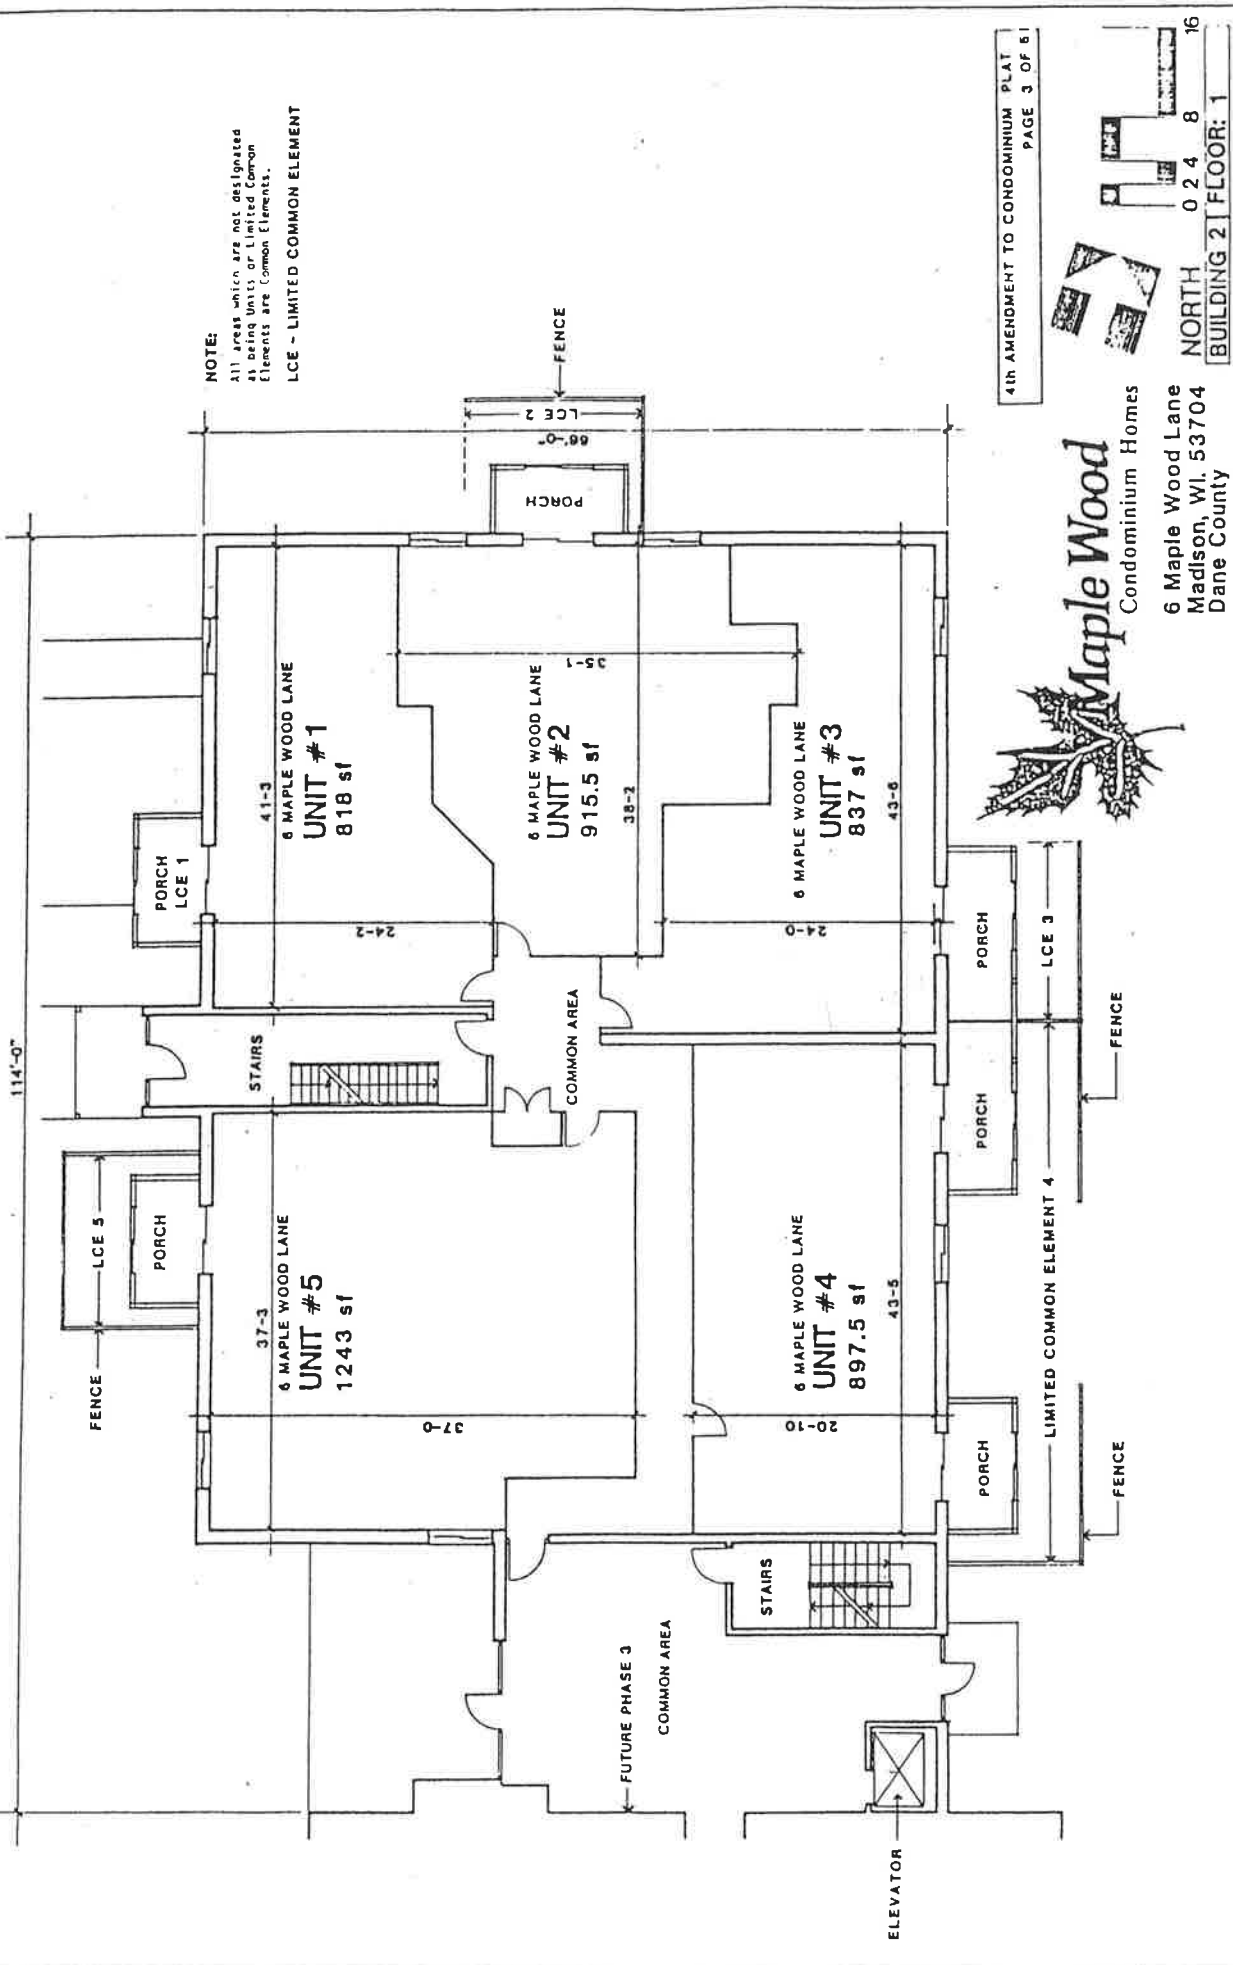 114'-0"
NOTE:
All areas which are not designated
as being Units or Limited Common
Elements are Common Elements.
LCE - LIMITED COMMON ELEMENT
FENCE
LCE 5
PORCH
STAIRS
PORCH
LCE 1
37-3
6 MAPLE WOOD LANE
UNIT #5
1243 sf
37-0
41-3
6 MAPLE WOOD LANE
UNIT #1
818 sf
24-2
COMMON AREA
6 MAPLE WOOD LANE
UNIT #2
915.5 sf
38-2
35-1
PORCH
66'-0"
LCE 2
FENCE
6 MAPLE WOOD LANE
UNIT #4
897.5 sf
43-5
20-10
6 MAPLE WOOD LANE
UNIT #3
837 sf
43-6
24-0
FUTURE PHASE 3
COMMON AREA
STAIRS
ELEVATOR
PORCH
PORCH
PORCH
LIMITED COMMON ELEMENT 4
LCE 3
FENCE
FENCE
Maple Wood
Condominium Homes
6 Maple Wood Lane
Madison, WI. 53704
Dane County
4th AMENDMENT TO CONDOMINIUM PLAT
PAGE 3 OF 6
NORTH
0 2 4 8 16
BUILDING 2 FLOOR: 1